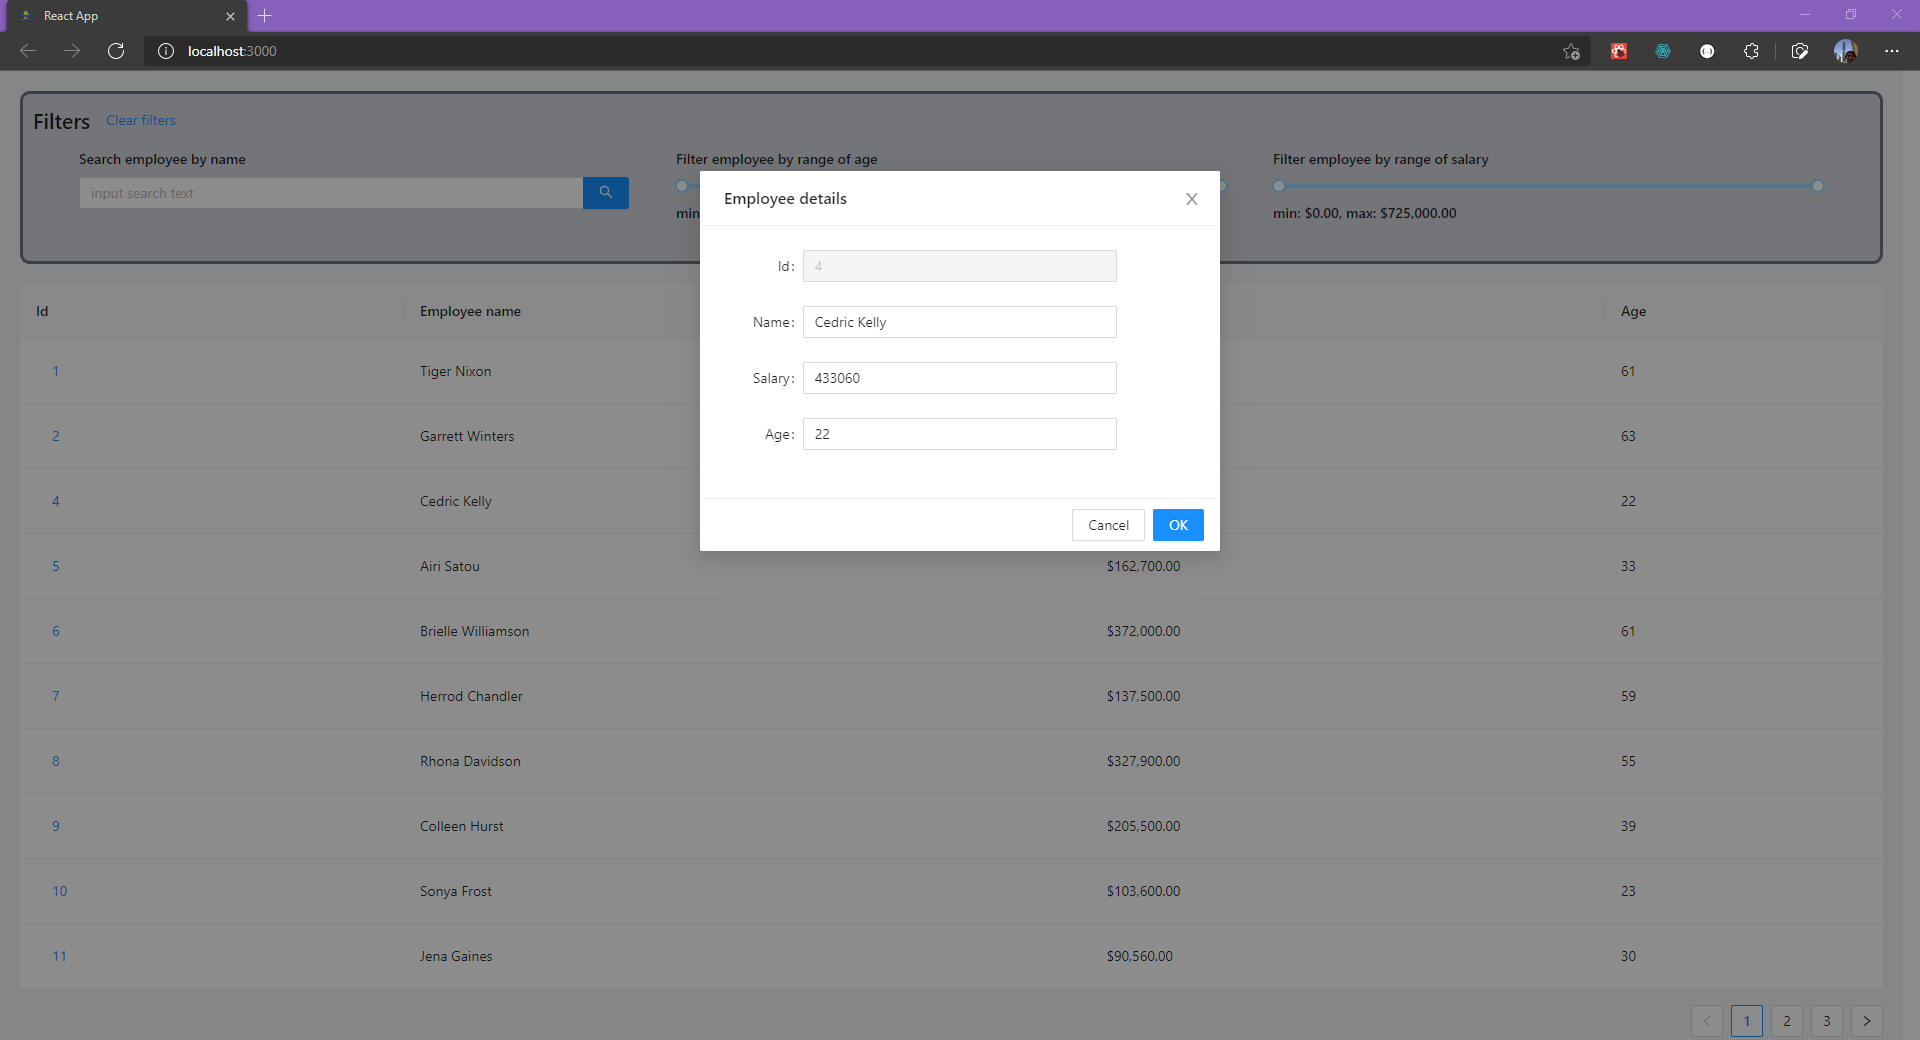 React App
localhost:3000
Filters Clear filters
Search employee by name Filter employee by range of age Filter employee by range of salary
input search text
min min: $0.00, max: $725,000.00
Employee details
Id: 4
Name: Cedric Kelly
Salary: 433060
Age: 22
Cancel OK
Id Employee name Age
1 Tiger Nixon 61
2 Garrett Winters 63
4 Cedric Kelly 22
5 Airi Satou $162,700.00 33
6 Brielle Williamson $372,000.00 61
7 Herrod Chandler $137,500.00 59
8 Rhona Davidson $327,900.00 55
9 Colleen Hurst $205,500.00 39
10 Sonya Frost $103,600.00 23
11 Jena Gaines $90,560.00 30
< 1 2 3 >